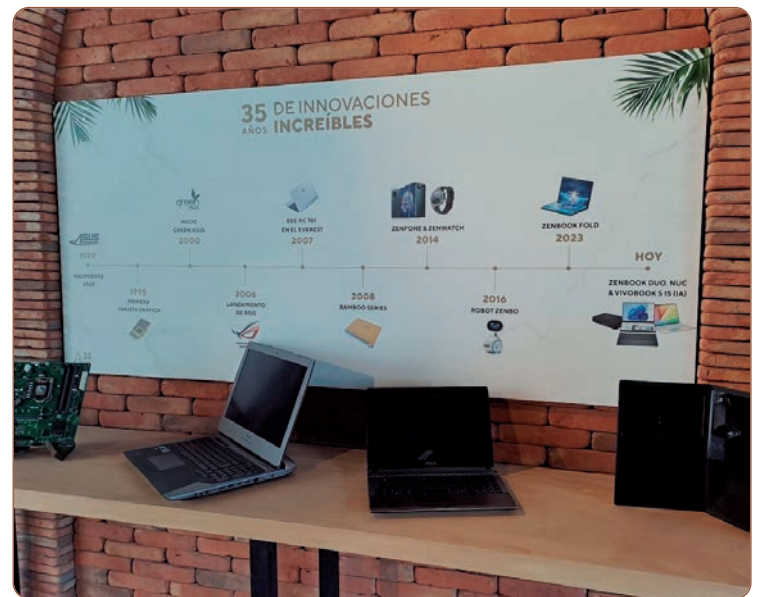 35 DE INNOVACIONES
AÑOS INCREÍBLES
green
ASUS
INICIO
GREEN ASUS
2000
EEE PC 701
EN EL EVEREST
2007
ZENFONE & ZENWATCH
2014
ZENBOOK FOLD
2023
HOY
ZENBOOK DUO, NUC
& VIVOBOOK S 15 (IA)
1995
PRIMERA
TARJETA GRÁFICA
2006
LANZAMIENTO
DE ROG
2008
BAMBOO SERIES
2016
ROBOT ZENBO